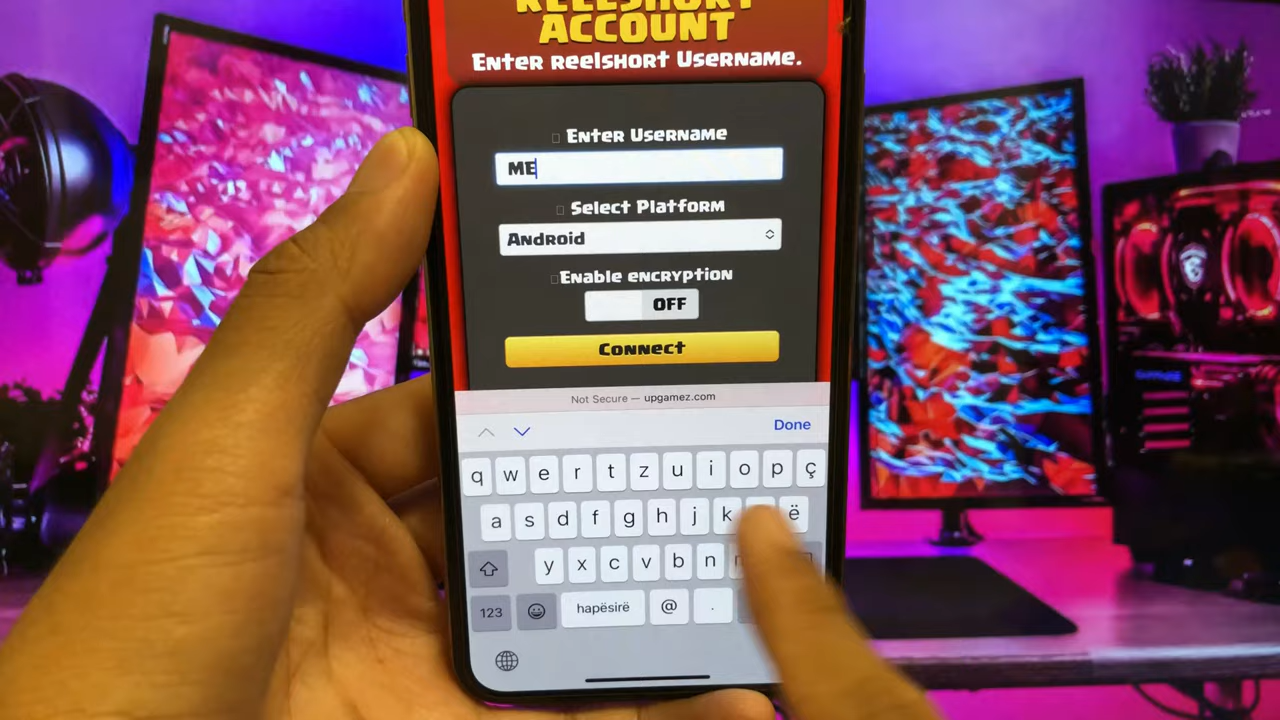 REELSHORT
ACCOUNT
Enter reelshort Username.
Enter Username
ME
Select Platform
Android
Enable encryption
OFF
Connect
Not Secure — upgamez.com
Done
q w e r t z u i o p ç
a s d f g h j k ë
y x c v b n
123 hapësirë @ .